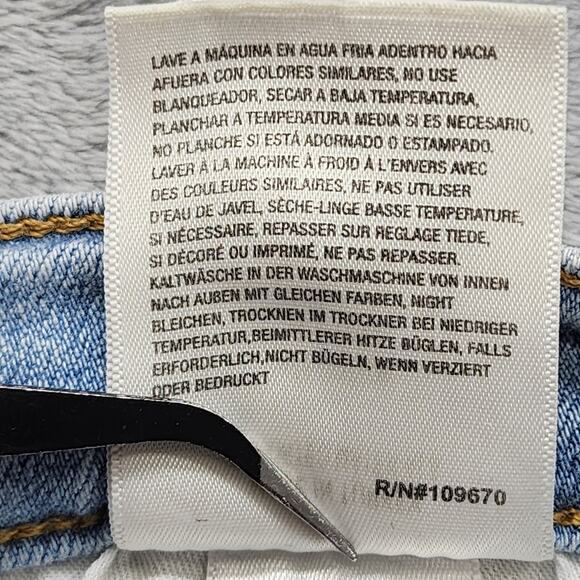 LAVE A MÁQUINA EN AGUA FRIA ADENTRO HACIA
AFUERA CON COLORES SIMILARES, NO USE
BLANQUEADOR, SECAR A BAJA TEMPERATURA,
PLANCHAR A TEMPERATURA MEDIA SI ES NECESARIO,
NO PLANCHE SI ESTÁ ADORNADO O ESTAMPADO.
LAVER À LA MACHINE À FROID À L'ENVERS AVEC
DES COULEURS SIMILAIRES, NE PAS UTILISER
D'EAU DE JAVEL, SÈCHE-LINGE BASSE TEMPERATURE,
SI NÉCESSAIRE, REPASSER SUR REGLAGE TIEDE,
SI DÉCORÉ OU IMPRIMÉ, NE PAS REPASSER.
KALTWÄSCHE IN DER WASCHMASCHINE VON INNEN
NACH AUßEN MIT GLEICHEN FARBEN, NIGHT
BLEICHEN, TROCKNEN IM TROCKNER BEI NIEDRIGER
TEMPERATUR,BEIMITTLERER HITZE BÜGLEN, FALLS
ERFORDERLICH,NICHT BÜGELN, WENN VERZIERT
ODER BEDRUCKT
R/N#109670